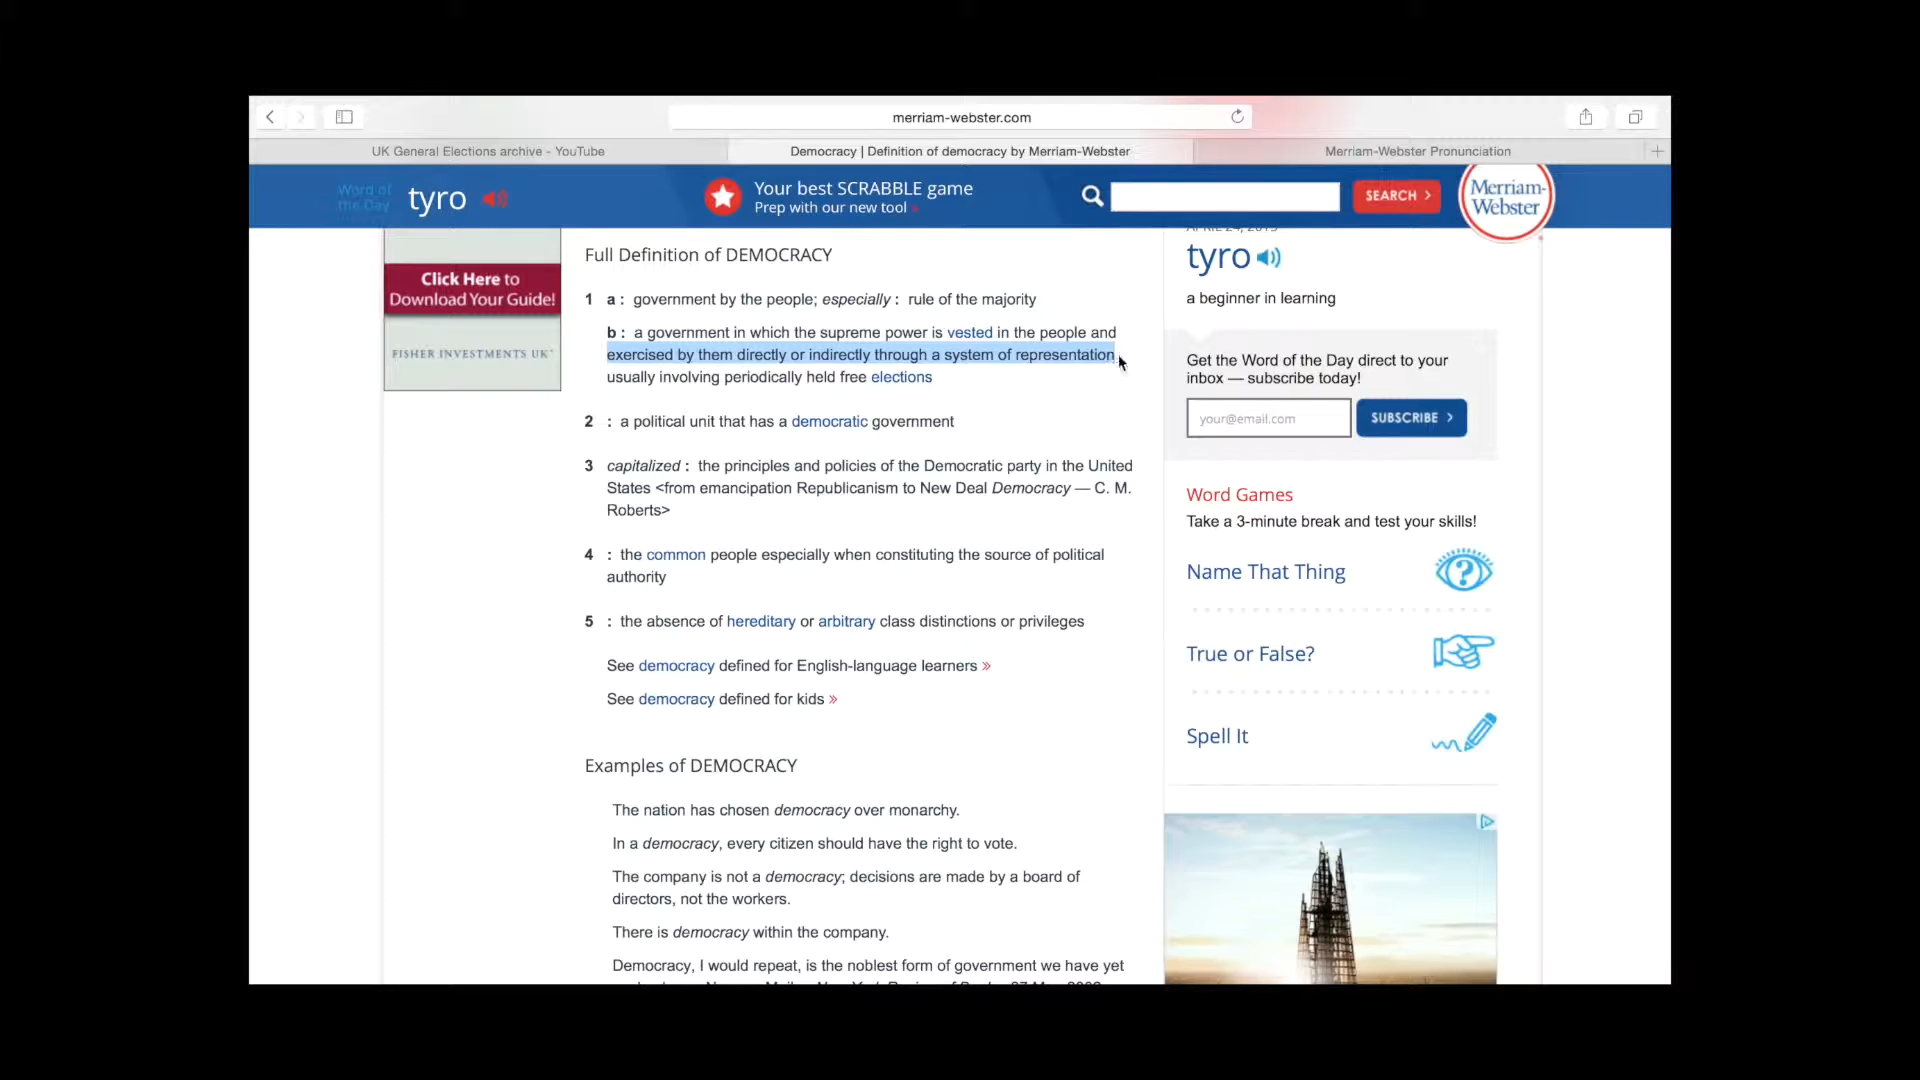 merriam-webster.com
UK General Elections archive - YouTube
Democracy | Definition of democracy by Merriam-Webster
Merriam-Webster Pronunciation
Word of
the Day
tyro
Your best SCRABBLE game
Prep with our new tool »
SEARCH >
Merriam-
Webster
Click Here to
Download Your Guide!
FISHER INVESTMENTS UK
Full Definition of DEMOCRACY
1 a : government by the people; especially : rule of the majority
b : a government in which the supreme power is vested in the people and
exercised by them directly or indirectly through a system of representation
usually involving periodically held free elections
2 : a political unit that has a democratic government
3 capitalized : the principles and policies of the Democratic party in the United
States <from emancipation Republicanism to New Deal Democracy — C. M.
Roberts>
4 : the common people especially when constituting the source of political
authority
5 : the absence of hereditary or arbitrary class distinctions or privileges
See democracy defined for English-language learners »
See democracy defined for kids »
Examples of DEMOCRACY
The nation has chosen democracy over monarchy.
In a democracy, every citizen should have the right to vote.
The company is not a democracy; decisions are made by a board of
directors, not the workers.
There is democracy within the company.
Democracy, I would repeat, is the noblest form of government we have yet
tyro
a beginner in learning
Get the Word of the Day direct to your
inbox — subscribe today!
your@email.com
SUBSCRIBE >
Word Games
Take a 3-minute break and test your skills!
Name That Thing
True or False?
Spell It